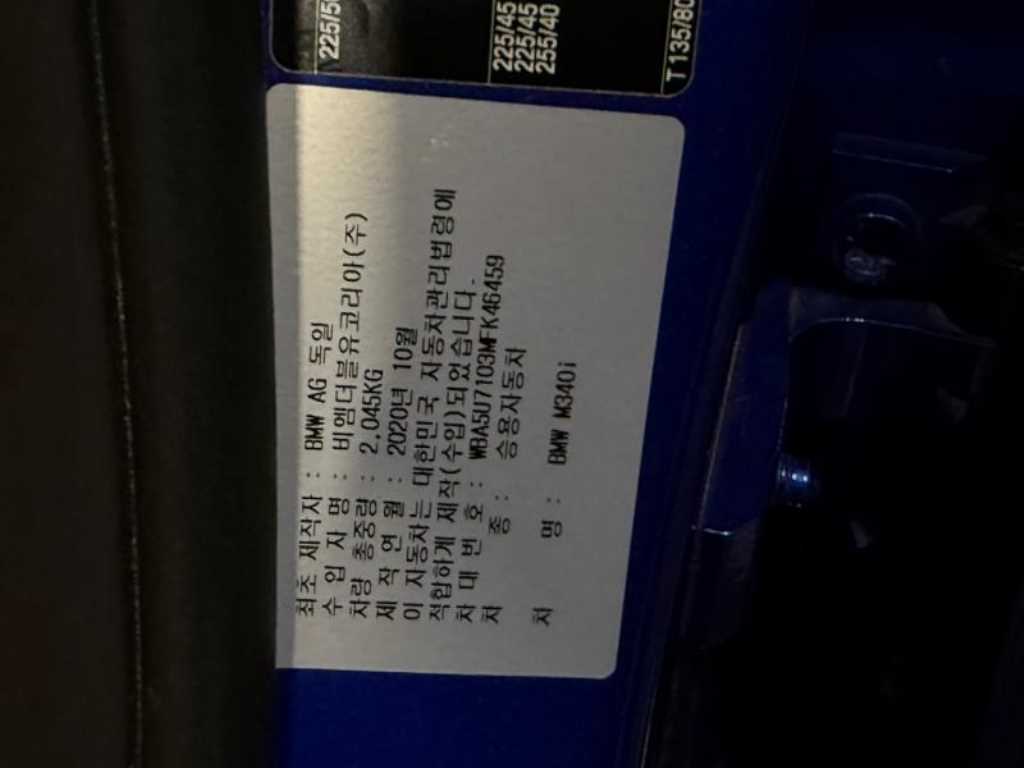 225/50
225/45
225/45
255/40
T 135/80
최초 제작자 : BMW AG 독일
수 입 자 명 : 비엠더블유코리아(주)
차량 총중량 : 2,045KG
제 작 연 월 : 2020년 10월
이 자동차는 대한민국 자동차관리법령에
적합하게 제작(수입)되었습니다.
차 대 번 호 : WBA5U7103MFK46459
차 종 : 승용자동차
차 명 : BMW M340i